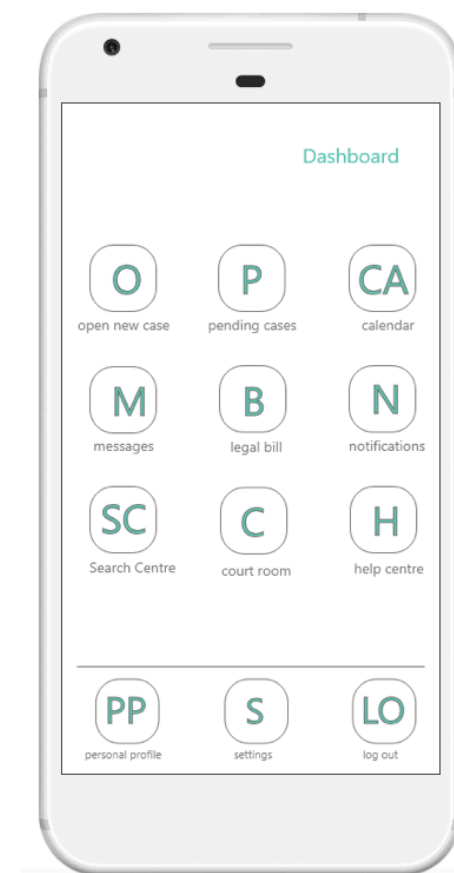 Dashboard
O P CA
open new case pending cases calendar
M B N
messages legal bill notifications
SC C H
Search Centre court room help centre
PP S LO
personal profile settings log out